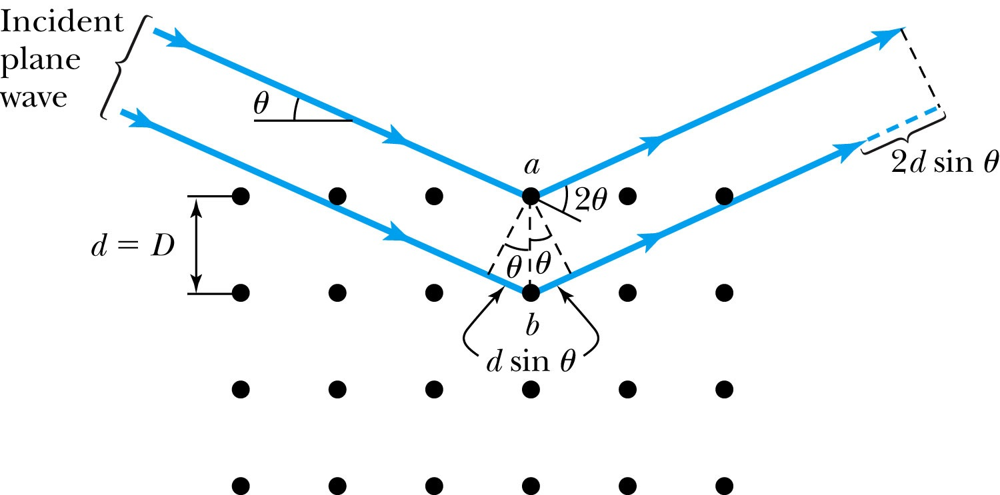 Incident
plane
wave
θ
a
2θ
2d sin θ
d = D
θ θ
b
d sin θ